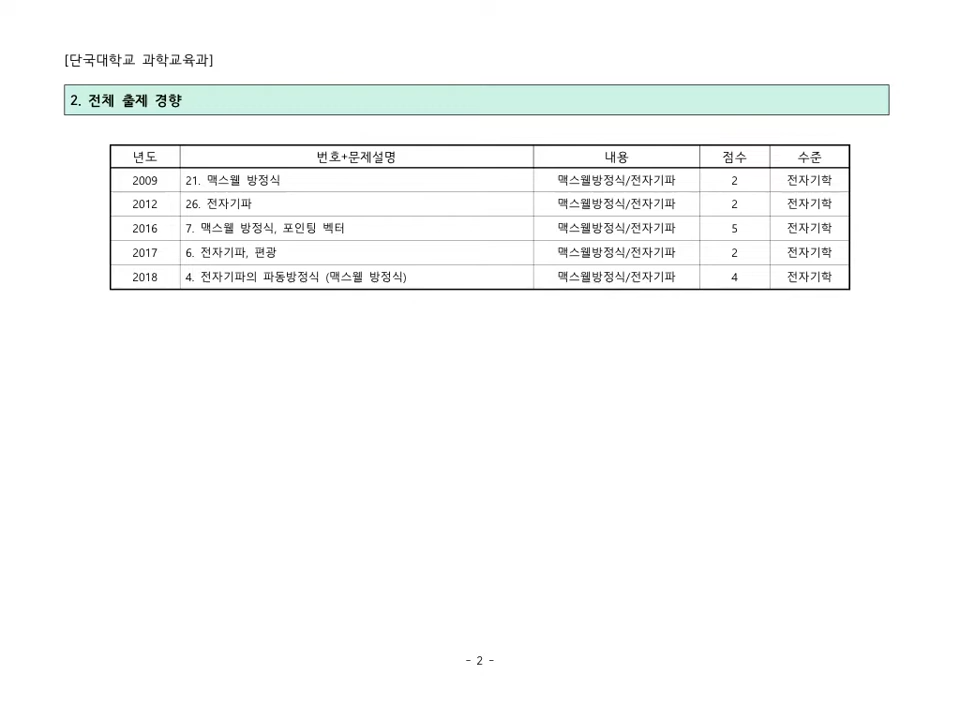 [단국대학교 과학교육과]
2. 전체 출제 경향
년도 번호+문제설명 내용 점수 수준
2009 21. 맥스웰 방정식 맥스웰방정식/전자기파 2 전자기학
2012 26. 전자기파 맥스웰방정식/전자기파 2 전자기학
2016 7. 맥스웰 방정식, 포인팅 벡터 맥스웰방정식/전자기파 5 전자기학
2017 6. 전자기파, 편광 맥스웰방정식/전자기파 2 전자기학
2018 4. 전자기파의 파동방정식 (맥스웰 방정식) 맥스웰방정식/전자기파 4 전자기학
- 2 -